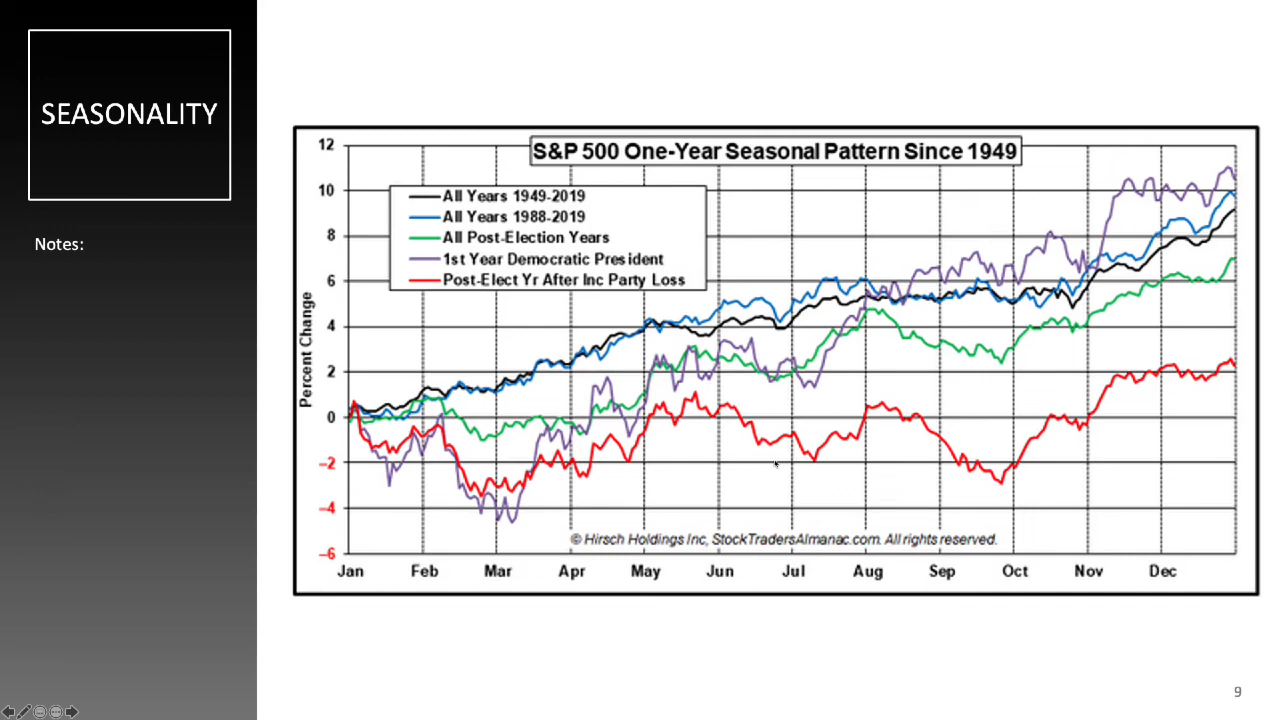 SEASONALITY
Notes:
S&P 500 One-Year Seasonal Pattern Since 1949
All Years 1949-2019
All Years 1988-2019
All Post-Election Years
1st Year Democratic President
Post-Elect Yr After Inc Party Loss
Percent Change
12
10
8
6
4
2
0
–2
–4
–6
© Hirsch Holdings Inc, StockTradersAlmanac.com. All rights reserved.
Jan Feb Mar Apr May Jun Jul Aug Sep Oct Nov Dec
9